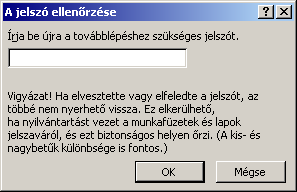 A jelszó ellenőrzése
Írja be újra a továbblépéshez szükséges jelszót.
Vigyázat! Ha elvesztette vagy elfeledte a jelszót, az
többé nem nyerhető vissza. Ez elkerülhető,
ha nyilvántartást vezet a munkafüzetek és lapok
jelszaváról, és ezt biztonságos helyen őrzi. (A kis- és
nagybetűk különbsége is fontos.)
OK
Mégse